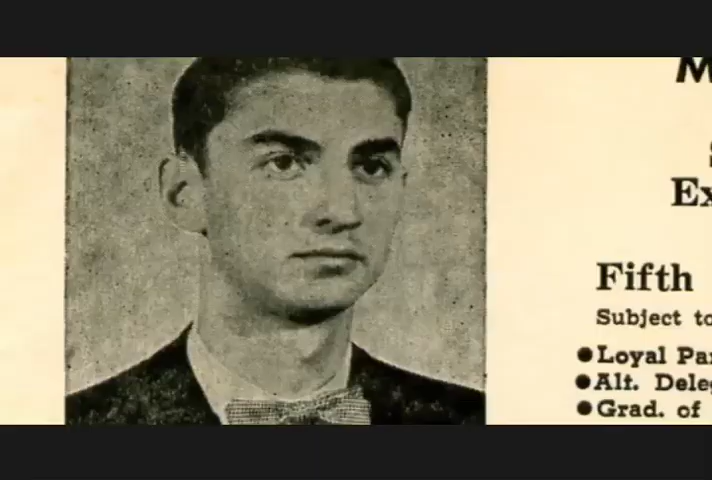 M
S
Ex
Fifth
Subject to
●Loyal Pa
●Alt. Dele
●Grad. of